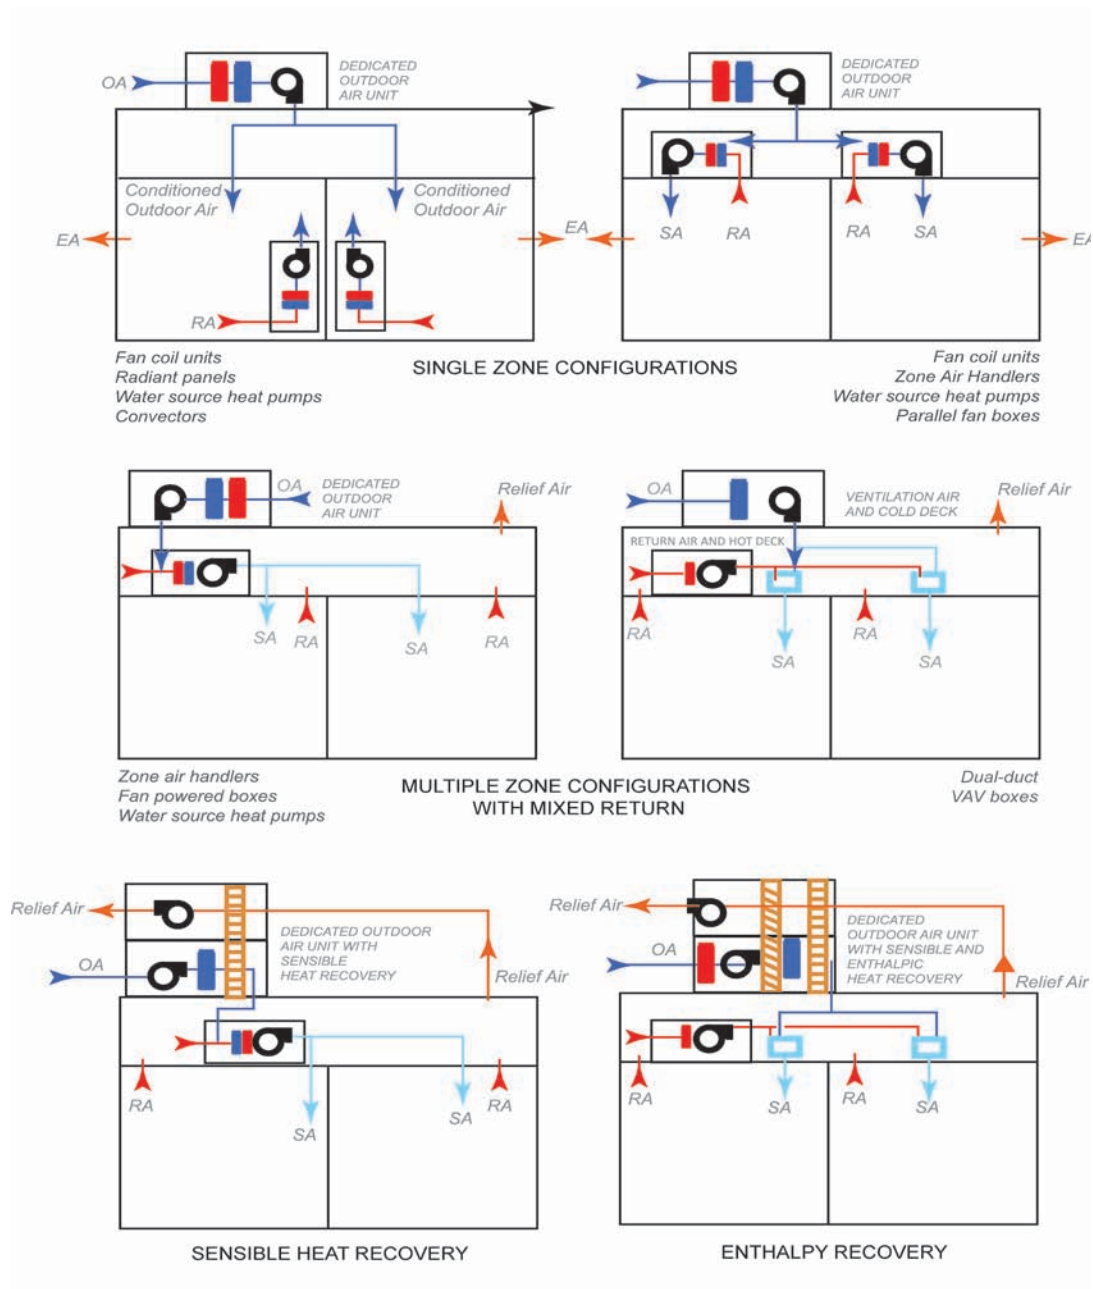 OA
DEDICATED
OUTDOOR
AIR UNIT
Conditioned
Outdoor Air
Conditioned
Outdoor Air
EA
EA
RA
DEDICATED
OUTDOOR
AIR UNIT
SA
RA
RA
SA
EA
Fan coil units
Radiant panels
Water source heat pumps
Convectors
SINGLE ZONE CONFIGURATIONS
Fan coil units
Zone Air Handlers
Water source heat pumps
Parallel fan boxes
OA
DEDICATED
OUTDOOR
AIR UNIT
Relief Air
SA
RA
SA
RA
OA
VENTILATION AIR
AND COLD DECK
Relief Air
RETURN AIR AND HOT DECK
RA
SA
RA
SA
Zone air handlers
Fan powered boxes
Water source heat pumps
MULTIPLE ZONE CONFIGURATIONS
WITH MIXED RETURN
Dual-duct
VAV boxes
Relief Air
DEDICATED OUTDOOR
AIR UNIT WITH
SENSIBLE
HEAT RECOVERY
OA
Relief Air
RA
SA
SA
RA
Relief Air
DEDICATED
OUTDOOR AIR UNIT
WITH SENSIBLE AND
ENTHALPIC
HEAT RECOVERY
OA
Relief Air
RA
SA
RA
SA
SENSIBLE HEAT RECOVERY
ENTHALPY RECOVERY